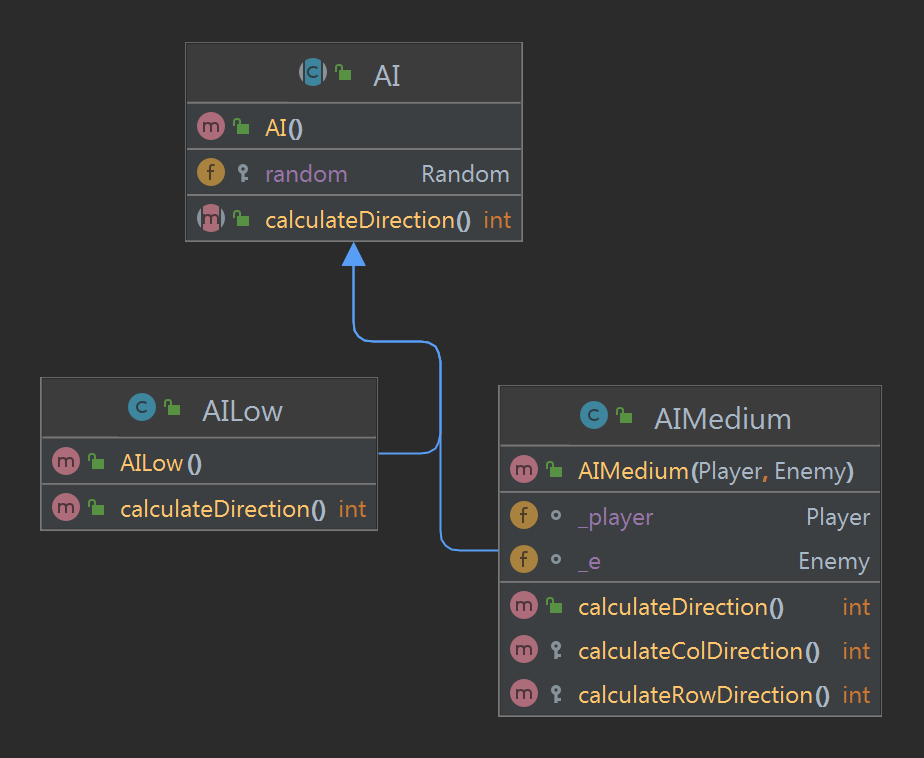 AI
AI()
random Random
calculateDirection() int
AILow
AILow()
calculateDirection() int
AIMedium
AIMedium(Player, Enemy)
_player Player
_e Enemy
calculateDirection() int
calculateColDirection() int
calculateRowDirection() int